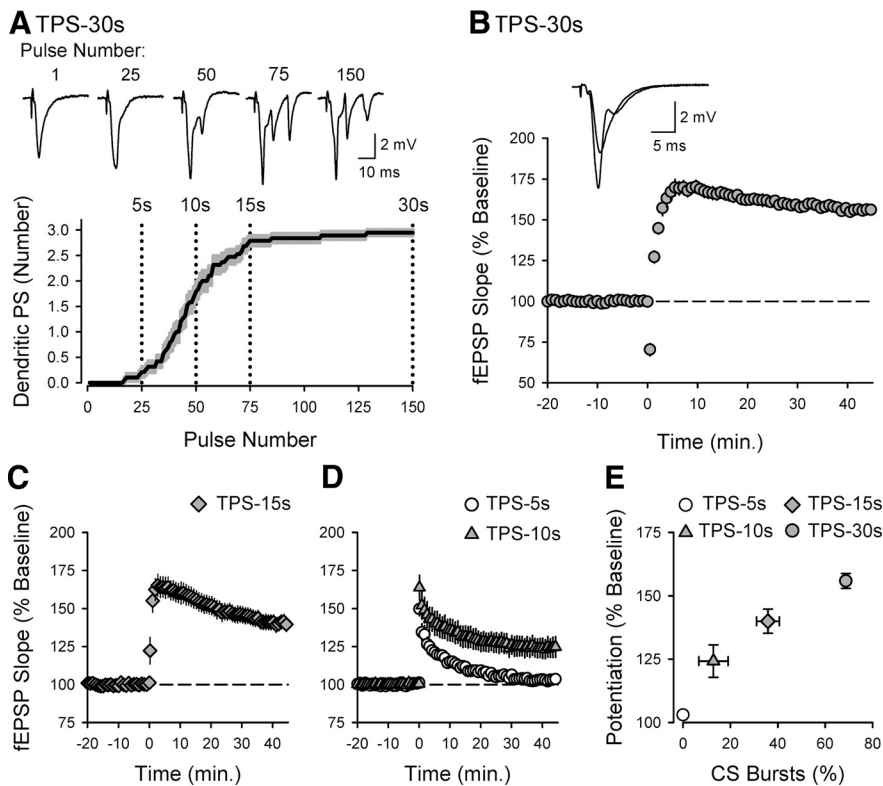 A TPS-30s
Pulse Number:
1 25 50 75 150
2 mV
10 ms
5s 10s 15s 30s
Dendritic PS (Number)
3.0
2.5
2.0
1.5
1.0
0.5
0.0
0 25 50 75 100 125 150
Pulse Number
B TPS-30s
2 mV
5 ms
fEPSP Slope (% Baseline)
200
175
150
125
100
75
50
-20 -10 0 10 20 30 40
Time (min.)
C
TPS-15s
fEPSP Slope (% Baseline)
200
175
150
125
100
75
-20 -10 0 10 20 30 40
Time (min.)
D
TPS-5s
TPS-10s
200
175
150
125
100
75
-20 -10 0 10 20 30 40
Time (min.)
E
TPS-5s TPS-15s
TPS-10s TPS-30s
Potentiation (% Baseline)
175
150
125
100
0 20 40 60 80
CS Bursts (%)